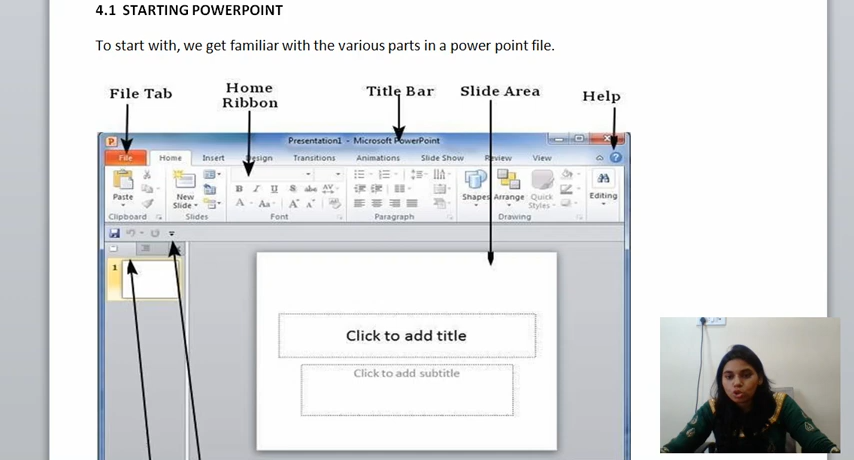 4.1 STARTING POWERPOINT
To start with, we get familiar with the various parts in a power point file.
File Tab
Home
Ribbon
Title Bar
Slide Area
Help
Presentation1 - Microsoft PowerPoint
File Home Insert Design Transitions Animations Slide Show Review View
Paste
New
Slide
Shapes Arrange Quick
Styles
Editing
B I U S abc AV
A Aa A A
Clipboard Slides Font Paragraph Drawing
1
Click to add title
Click to add subtitle